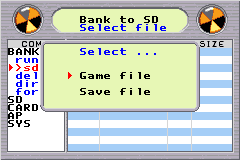 Bank to SD
Select file
COM
SIZE
BANK
run
>sd
del
dir
for
SD
CARD
AP
SYS
Select ...
Game file
Save file